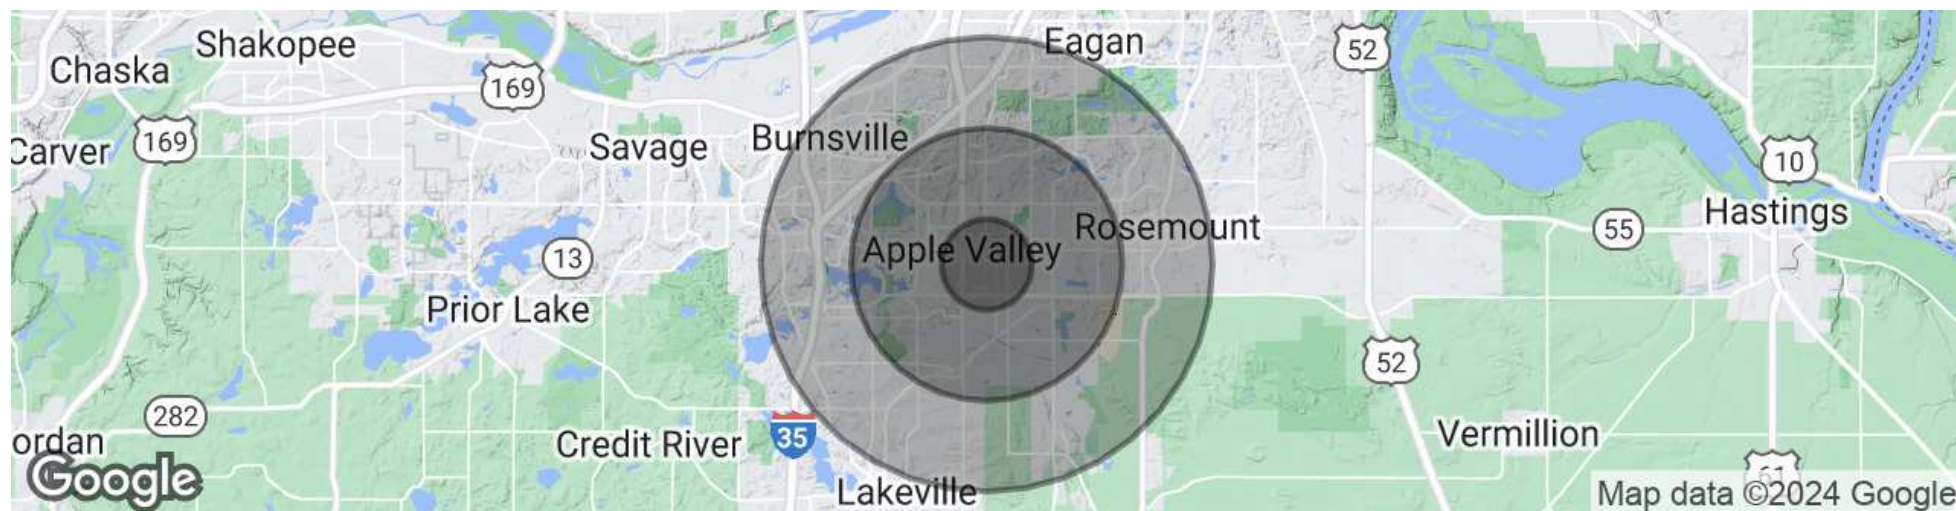 Eagan
Shakopee
52
Chaska
169
169
Burnsville
Savage
Carver
10
Hastings
Rosemount
55
Apple Valley
13
Prior Lake
52
282
35
Vermillion
ordan
Credit River
61
Google
Lakeville
Map data ©2024 Google